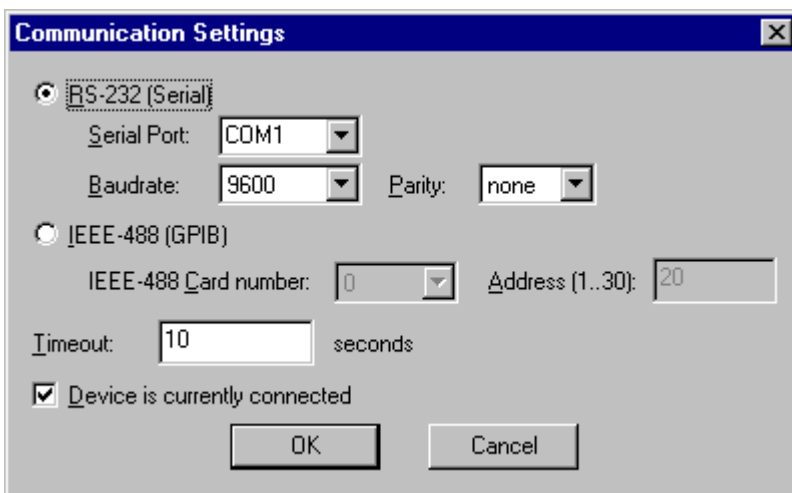 Communication Settings
RS-232 (Serial)
Serial Port: COM1
Baudrate: 9600 Parity: none
IEEE-488 (GPIB)
IEEE-488 Card number: 0 Address (1..30): 20
Timeout: 10 seconds
Device is currently connected
OK Cancel